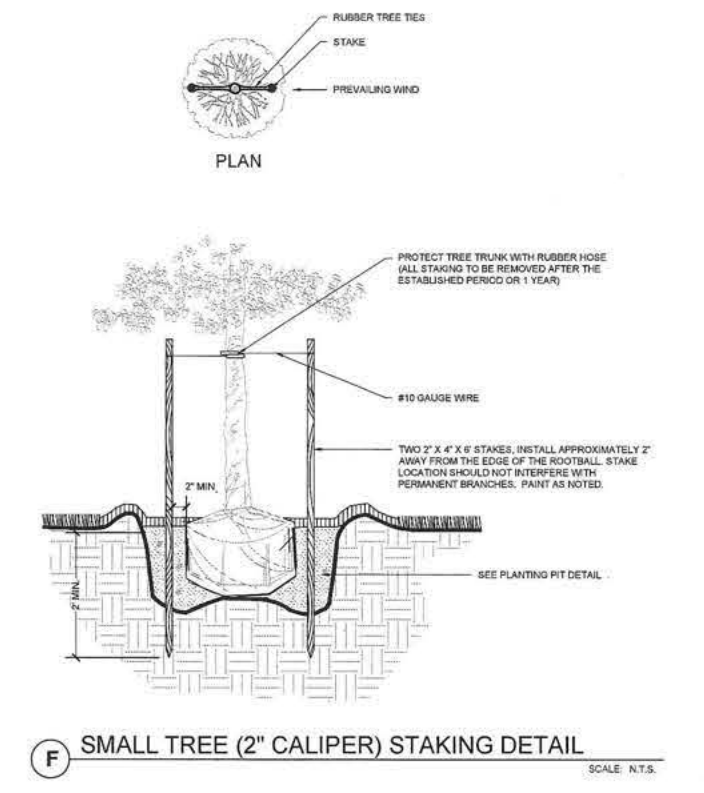 RUBBER TREE TIES
STAKE
PREVAILING WIND
PLAN
PROTECT TREE TRUNK WITH RUBBER HOSE
(ALL STAKING TO BE REMOVED AFTER THE
ESTABLISHED PERIOD OR 1 YEAR)
#10 GAUGE WIRE
TWO 2" X 4" X 6' STAKES, INSTALL APPROXIMATELY 2"
AWAY FROM THE EDGE OF THE ROOTBALL. STAKE
LOCATION SHOULD NOT INTERFERE WITH
PERMANENT BRANCHES. PAINT AS NOTED.
2" MIN.
SEE PLANTING PIT DETAIL
2' MIN.
F SMALL TREE (2" CALIPER) STAKING DETAIL
SCALE: N.T.S.